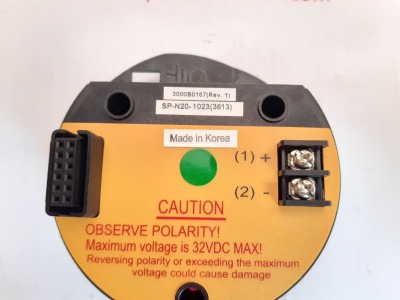 3000B0167(Rev. 1)
SP-N20-1023(3613)
Made in Korea
(1) +
(2) -
CAUTION
OBSERVE POLARITY!
Maximum voltage is 32VDC MAX!
Reversing polarity or exceeding the maximum
voltage could cause damage